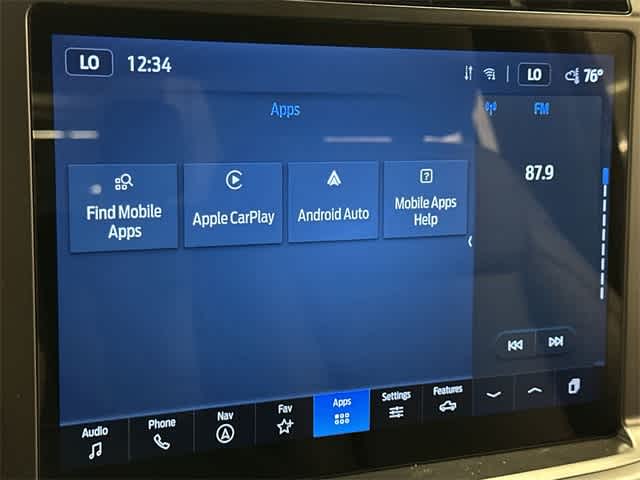 LO 12:34 LO 76°
Apps FM
87.9
Find Mobile
Apps
Apple CarPlay
Android Auto
Mobile Apps
Help
Audio
Phone
Nav
Fav
Apps
Settings
Features